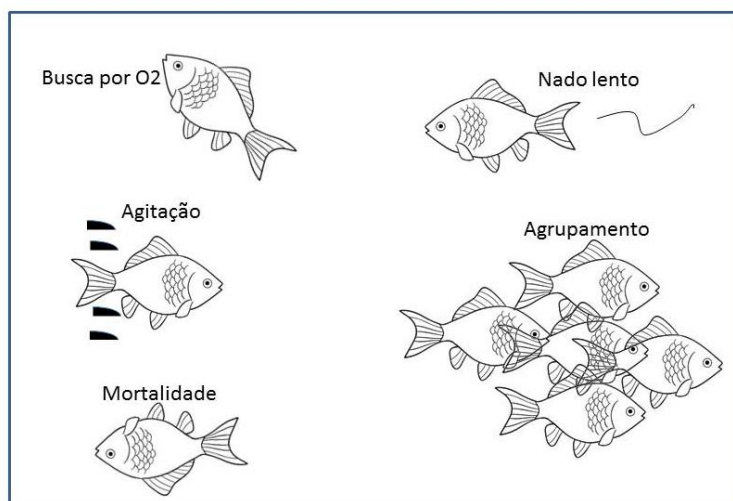 Busca por O2
Nado lento
Agitação
Agrupamento
Mortalidade